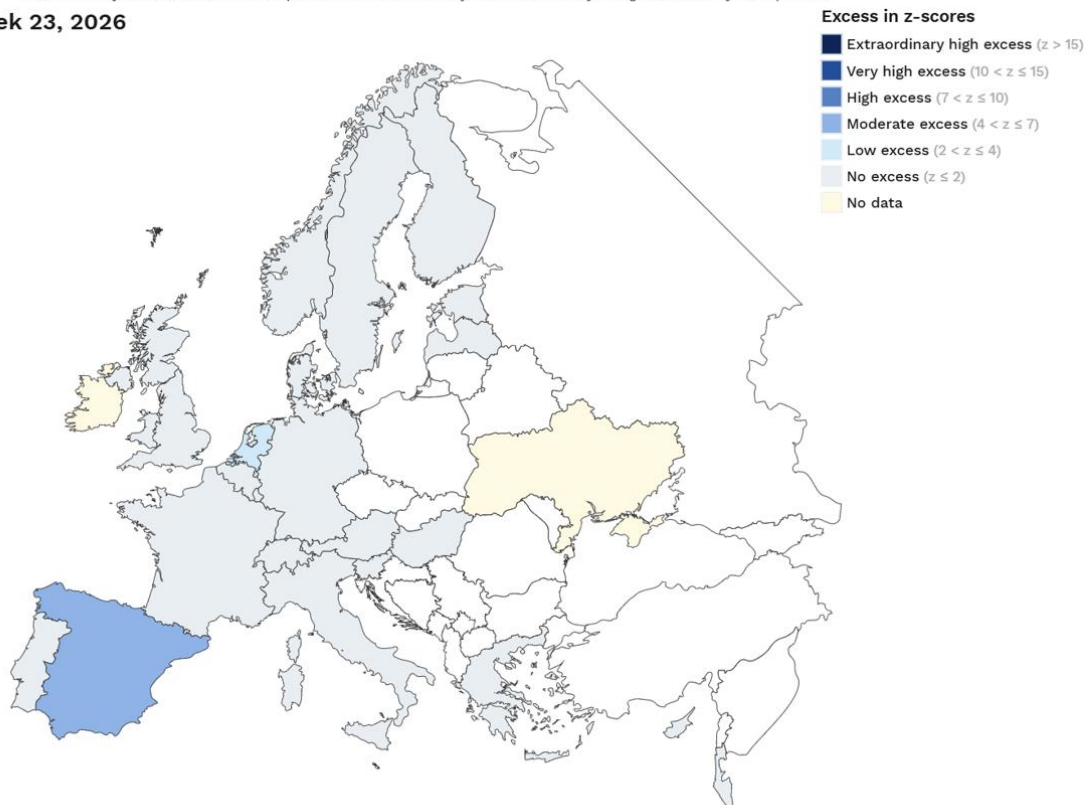 ek 23, 2026
Excess in z-scores
Extraordinary high excess (z > 15)
Very high excess (10 < z ≤ 15)
High excess (7 < z ≤ 10)
Moderate excess (4 < z ≤ 7)
Low excess (2 < z ≤ 4)
No excess (z ≤ 2)
No data